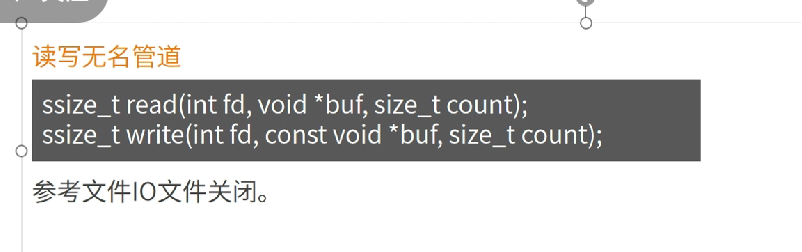 读写无名管道
ssize_t read(int fd, void *buf, size_t count);
ssize_t write(int fd, const void *buf, size_t count);
参考文件IO文件关闭。